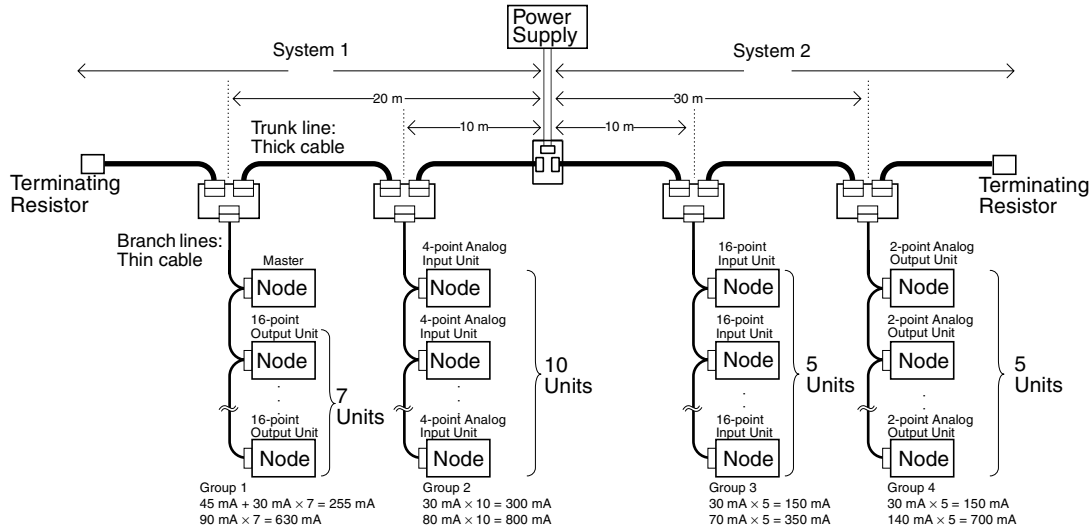 Power
Supply
System 1
System 2
20 m
30 m
10 m
10 m
Trunk line:
Thick cable
Terminating
Resistor
Terminating
Resistor
Branch lines:
Thin cable
Master
Node
16-point
Output Unit
Node
16-point
Output Unit
Node
7
Units
4-point Analog
Input Unit
Node
4-point Analog
Input Unit
Node
4-point Analog
Input Unit
Node
10
Units
16-point
Input Unit
Node
16-point
Input Unit
Node
16-point
Input Unit
Node
5
Units
2-point Analog
Output Unit
Node
2-point Analog
Output Unit
Node
2-point Analog
Output Unit
Node
5
Units
Group 1
45 mA + 30 mA × 7 = 255 mA
90 mA × 7 = 630 mA
Group 2
30 mA × 10 = 300 mA
80 mA × 10 = 800 mA
Group 3
30 mA × 5 = 150 mA
70 mA × 5 = 350 mA
Group 4
30 mA × 5 = 150 mA
140 mA × 5 = 700 mA